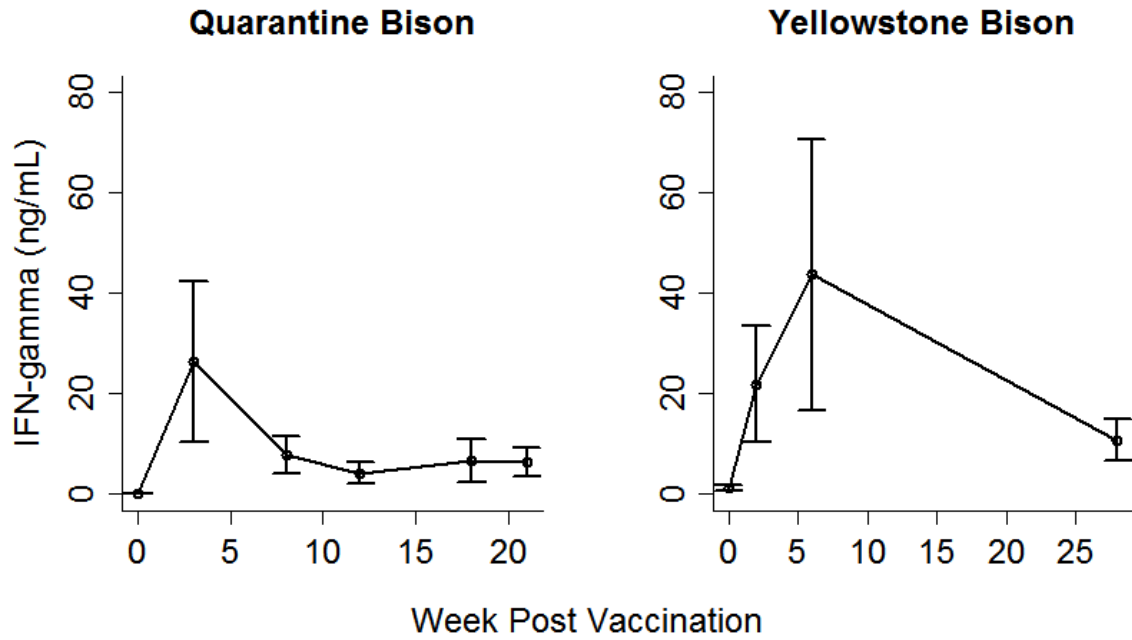 Quarantine Bison
Yellowstone Bison
IFN-gamma (ng/mL)
80
60
40
20
0
0 5 10 15 20
80
60
40
20
0
0 5 10 15 20 25
Week Post Vaccination